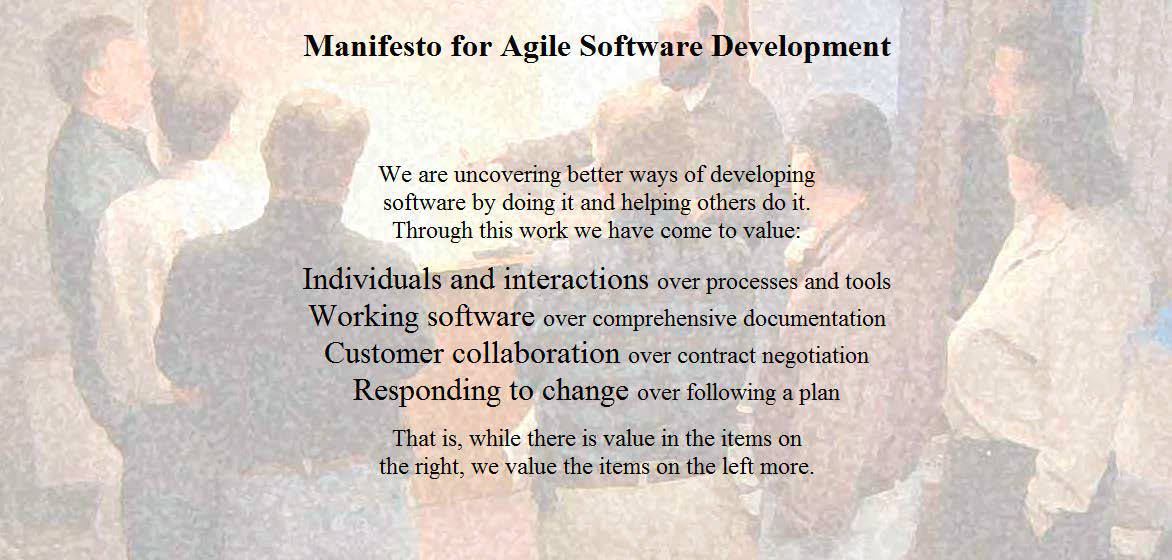 Manifesto for Agile Software Development
We are uncovering better ways of developing
software by doing it and helping others do it.
Through this work we have come to value:
Individuals and interactions over processes and tools
Working software over comprehensive documentation
Customer collaboration over contract negotiation
Responding to change over following a plan
That is, while there is value in the items on
the right, we value the items on the left more.